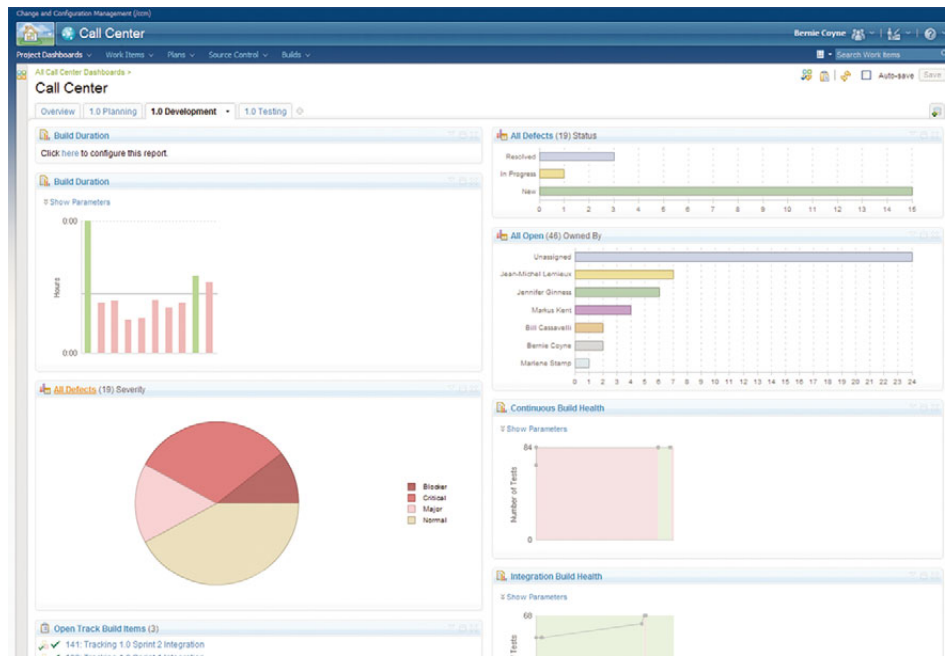 Change and Configuration Management (/ccm)
Call Center
Bernie Coyne
Project Dashboards
Work Items
Plans
Source Control
Builds
Search Work Items
All Call Center Dashboards >
Call Center
Auto-save
Save
Overview
1.0 Planning
1.0 Development
1.0 Testing
Build Duration
Click here to configure this report.
Build Duration
Show Parameters
0:00
Hours
0:00
All Defects (19) Severity
Blocker
Critical
Major
Normal
Open Track Build Items (3)
141: Tracking 1.0 Sprint 2 Integration
All Defects (19) Status
Resolved
In Progress
New
0 1 2 3 4 5 6 7 8 9 10 11 12 13 14 15
All Open (46) Owned By
Unassigned
Jean-Michel Lemieux
Jennifer Ginness
Markus Kent
Bill Cassavelli
Bernie Coyne
Marlene Stamp
0 1 2 3 4 5 6 7 8 9 10 11 12 13 14 15 16 17 18 19 20 21 22 23 24
Continuous Build Health
Show Parameters
84
Number of Tests
0
Integration Build Health
Show Parameters
68
Tests